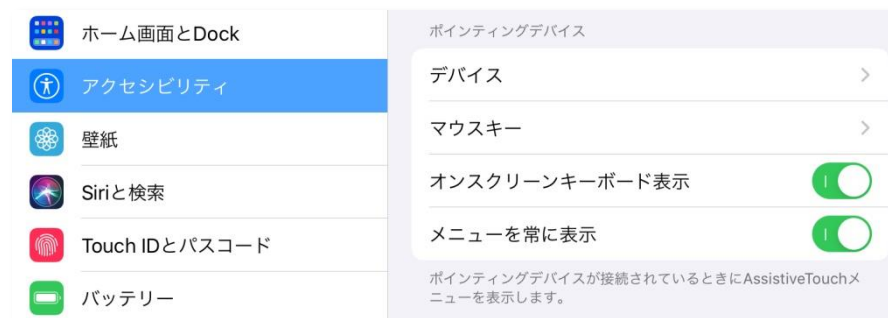 ホーム画面とDock
アクセシビリティ
壁紙
Siriと検索
Touch IDとパスコード
バッテリー
ポインティングデバイス
デバイス
マウスキー
オンスクリーンキーボード表示
メニューを常に表示
ポインティングデバイスが接続されているときにAssistiveTouchメ
ニューを表示します。